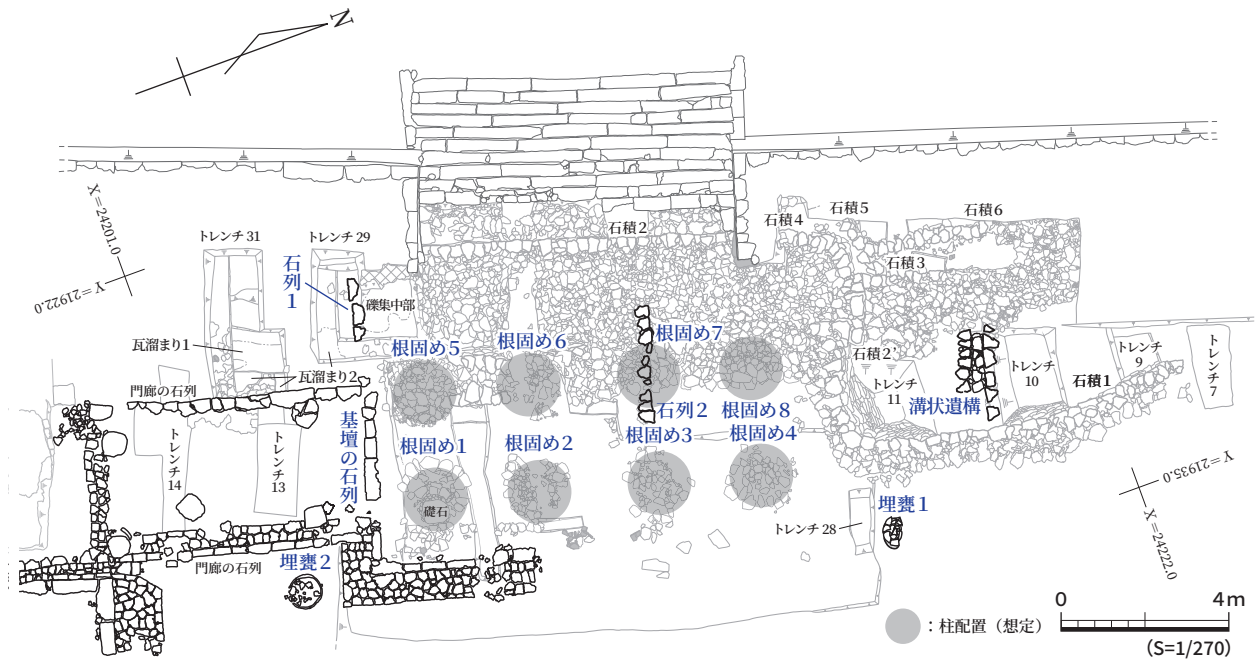 N
X＝24201.0
Y＝21922.0
トレンチ 31
トレンチ 29
石列1
礫集中部
石積2
石積4
石積5
石積6
石積3
瓦溜まり1
瓦溜まり2
門廊の石列
根固め5
根固め6
根固め7
石列2
根固め8
石積2’
トレンチ
11
溝状遺構
トレンチ
10
石積1
トレンチ
9
トレンチ7
トレンチ
14
トレンチ
13
基壇の石列
根固め1
根固め2
根固め3
根固め4
礎石
門廊の石列
埋甕2
トレンチ 28
埋甕1
Y＝21935.0
X＝24222.0
：柱配置（想定）
0 4m
(S=1/270)